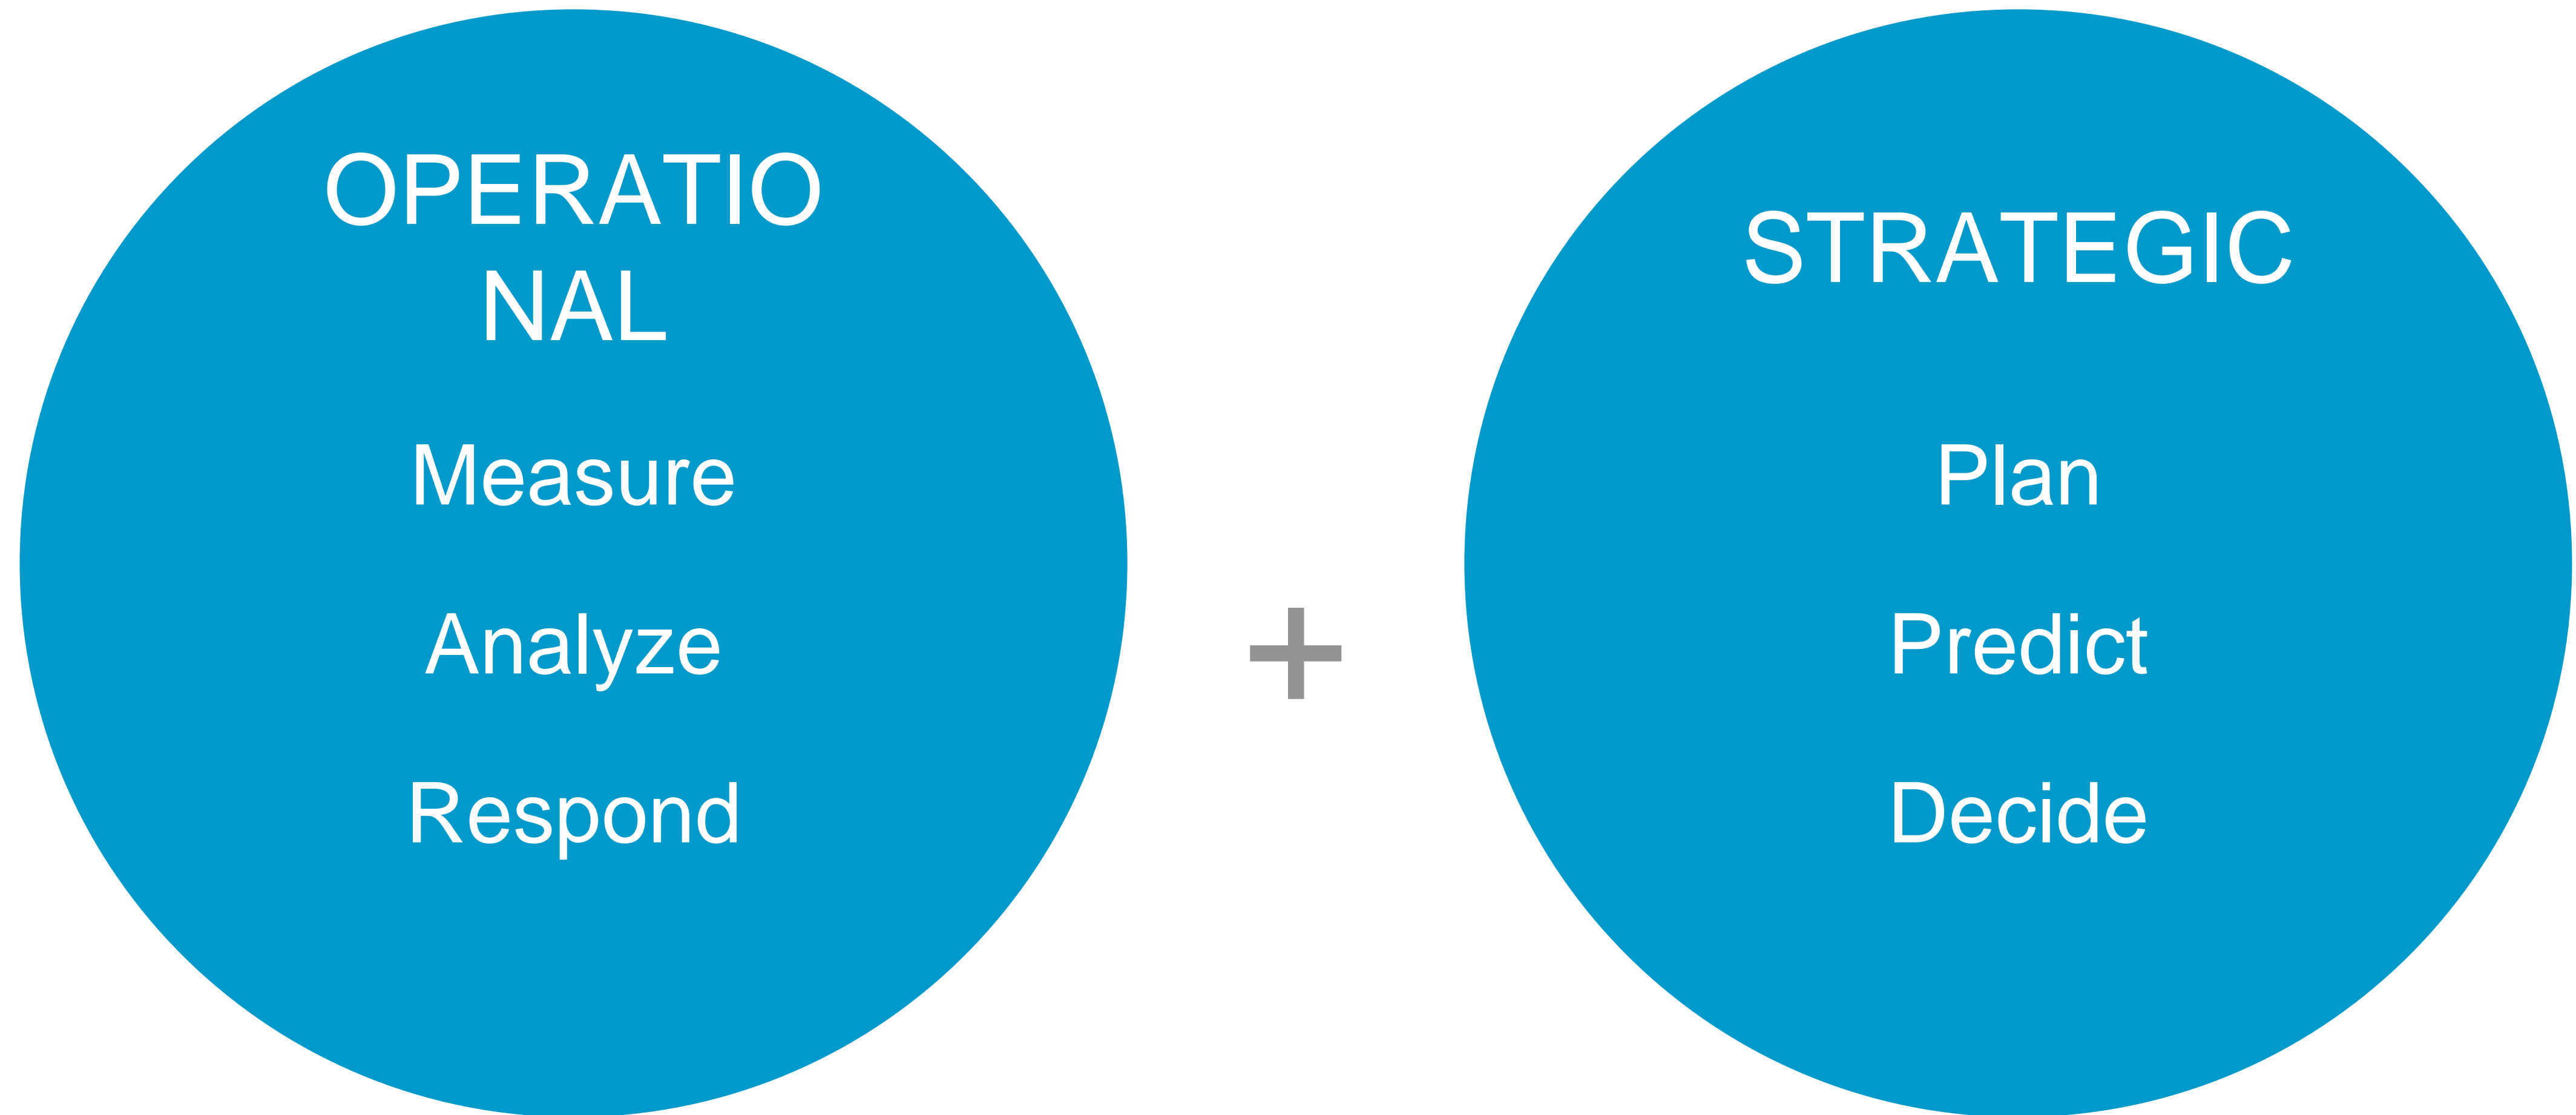 OPERATIO
NAL
Measure
Analyze
Respond
+
STRATEGIC
Plan
Predict
Decide